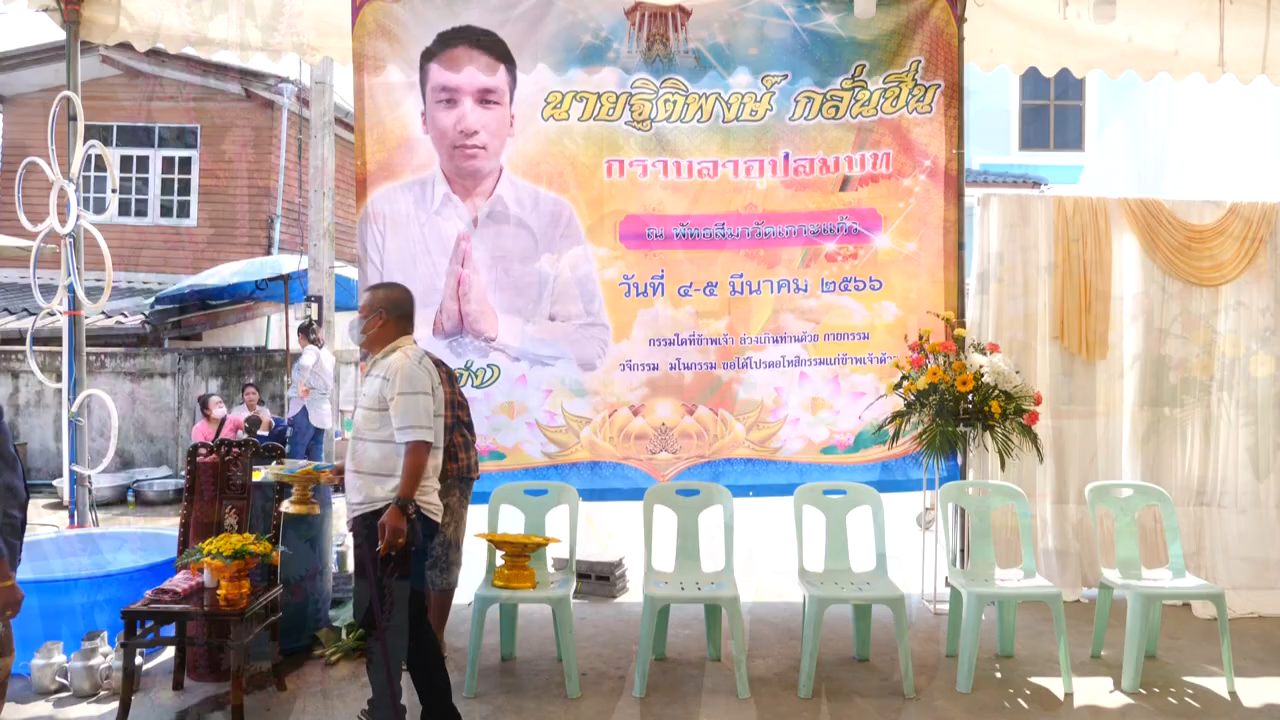 นายฐิติพงษ์ กลั่นชื่น
กราบลาอุปสมบท
ณ พัทธสีมาวัดเกาะแก้ว
วันที่ ๔-๕ มีนาคม ๒๕๖๖
กรรมใดที่ข้าพเจ้า ล่วงเกินท่านด้วย กายกรรม
วจีกรรม มโนกรรม ขอได้โปรดอโหสิกรรมแก่ข้าพเจ้าด้วย